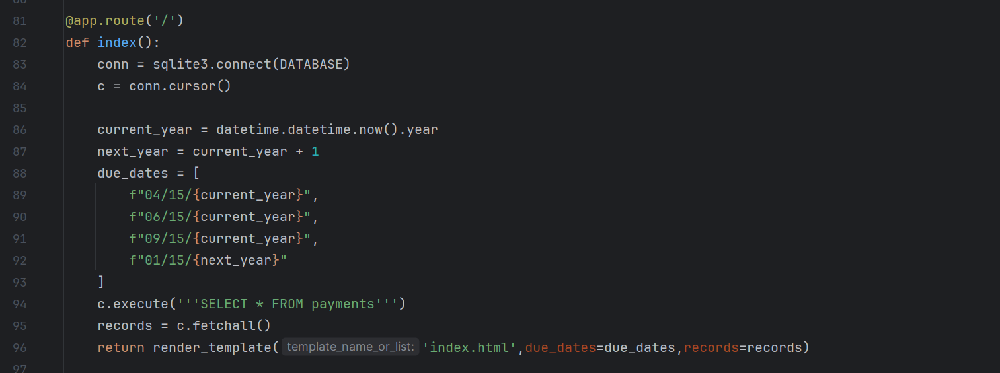 80
81 @app.route('/')
82 def index():
83     conn = sqlite3.connect(DATABASE)
84     c = conn.cursor()
85
86     current_year = datetime.datetime.now().year
87     next_year = current_year + 1
88     due_dates = [
89         f"04/15/{current_year}",
90         f"06/15/{current_year}",
91         f"09/15/{current_year}",
92         f"01/15/{next_year}"
93     ]
94     c.execute('''SELECT * FROM payments''')
95     records = c.fetchall()
96     return render_template( template_name_or_list: 'index.html',due_dates=due_dates,records=records)
97